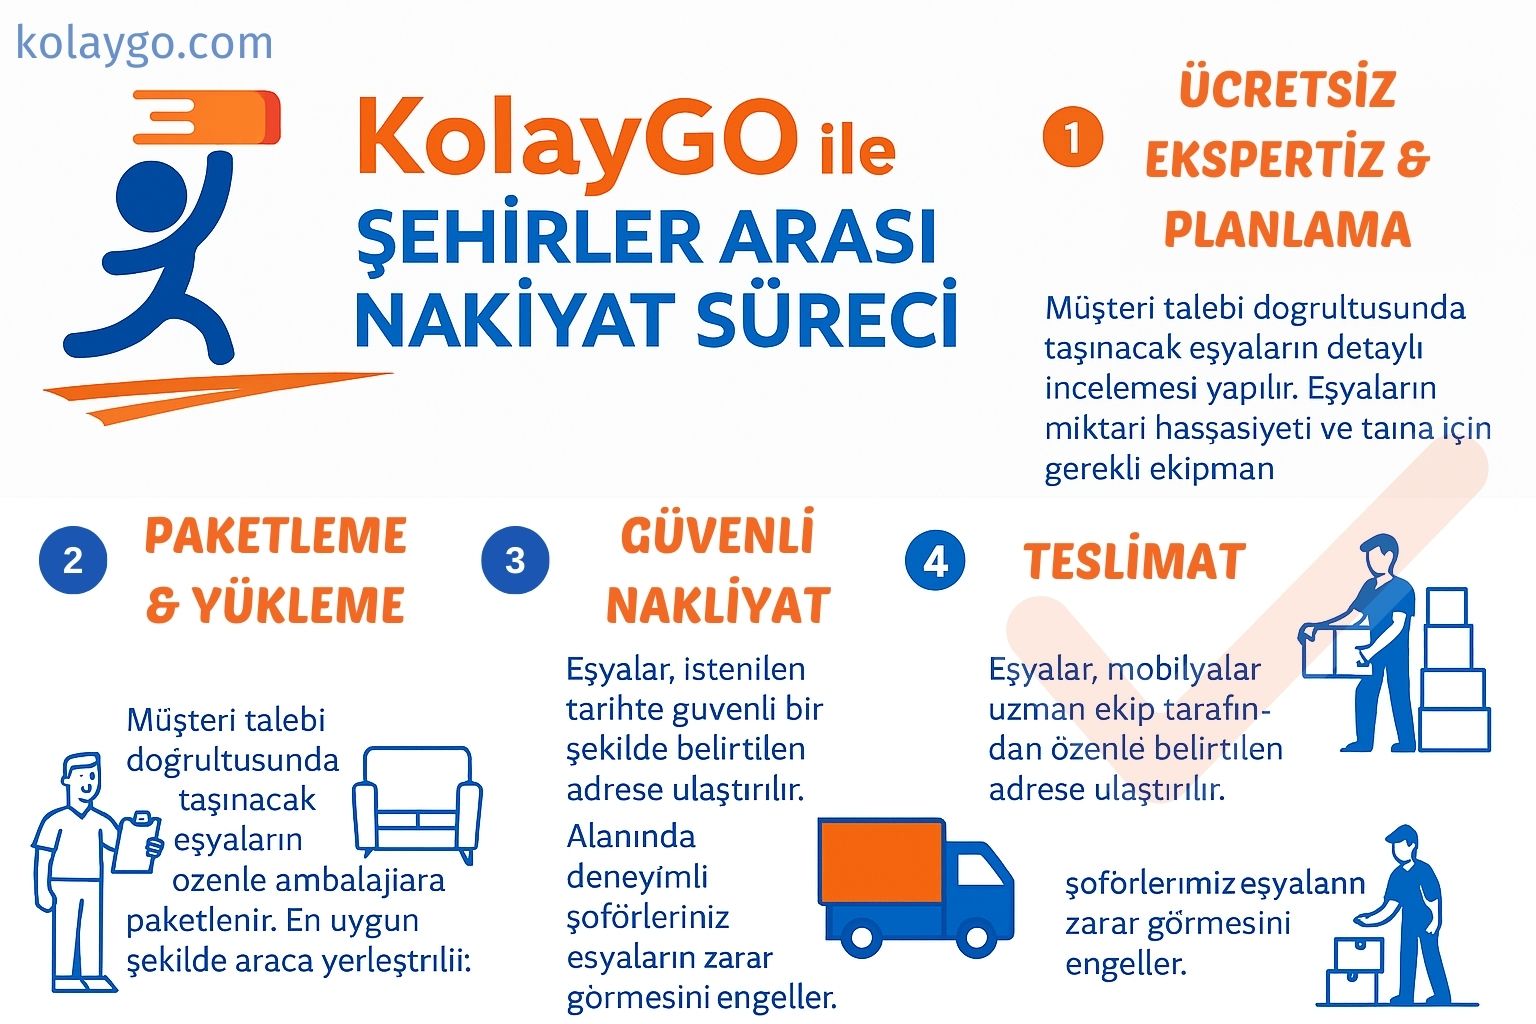 kolaygo.com
KolayGO ile
ŞEHİRLER ARASI
NAKİYAT SÜRECİ
1
ÜCRETSİZ
EKSPERTİZ &
PLANLAMA
Müşteri talebi dogrultusunda
taşınacak eşyaların detaylı
incelemesi yapılır. Eşyaların
miktari hasşasiyeti ve taına için
gerekli ekipman
2
PAKETLEME
& YÜKLEME
Müşteri talebi
doğrultusunda
taşınacak
eşyaların
ozenle ambalajiara
paketlenir. En uygun
şekilde araca yerleştrılii:
3
GÜVENLİ
NAKLİYAT
Eşyalar, istenilen
tarihte guvenli bir
şekilde belirtilen
adrese ulaştırılır.
Alanında
deneyimli
şoförleriniz
esyaların zarar
görmesini engeller.
4
TESLİMAT
Eşyalar, mobilyalar
uzman ekip tarafın-
dan özenle belirtılen
adrese ulaştırılır.
şoförlerımiz eşyalann
zarar görmesini
engeller.